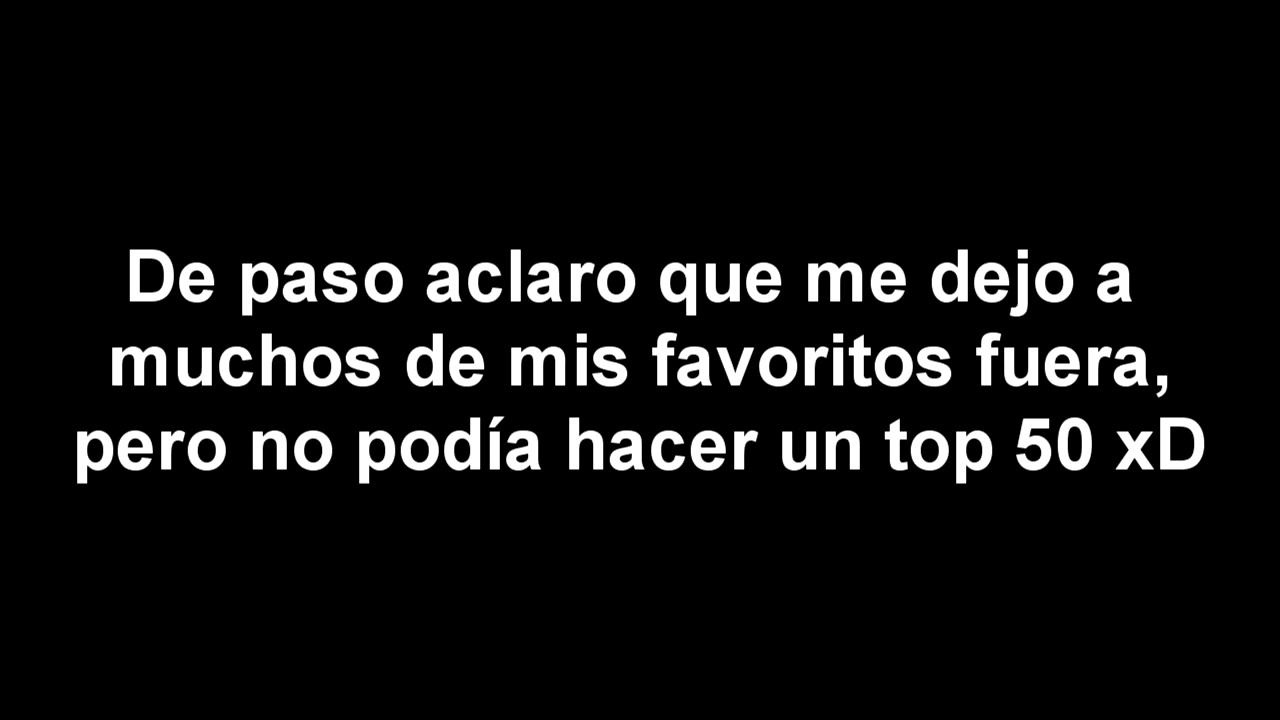 De paso aclaro que me dejo a
muchos de mis favoritos fuera,
pero no podía hacer un top 50 xD